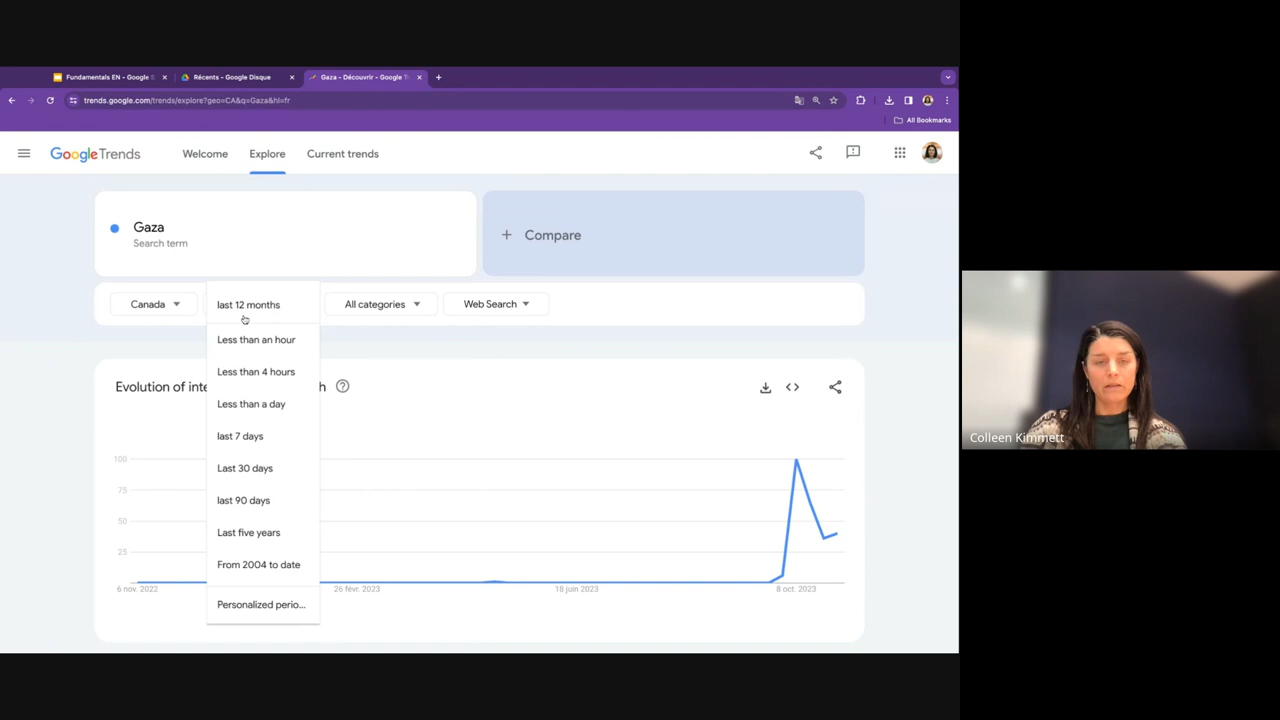 Fundamentals EN - Google S
Récents - Google Disque
Gaza - Découvrir - Google T
trends.google.com/trends/explore?geo=CA&q=Gaza&hl=fr
All Bookmarks
Google Trends
Welcome
Explore
Current trends
Gaza
Search term
+ Compare
Canada
last 12 months
All categories
Web Search
Less than an hour
Less than 4 hours
Less than a day
last 7 days
Last 30 days
last 90 days
Last five years
From 2004 to date
Personalized perio...
Evolution of inte
h
100
75
50
25
6 nov. 2022
26 févr. 2023
18 juin 2023
8 oct. 2023
Colleen Kimmett